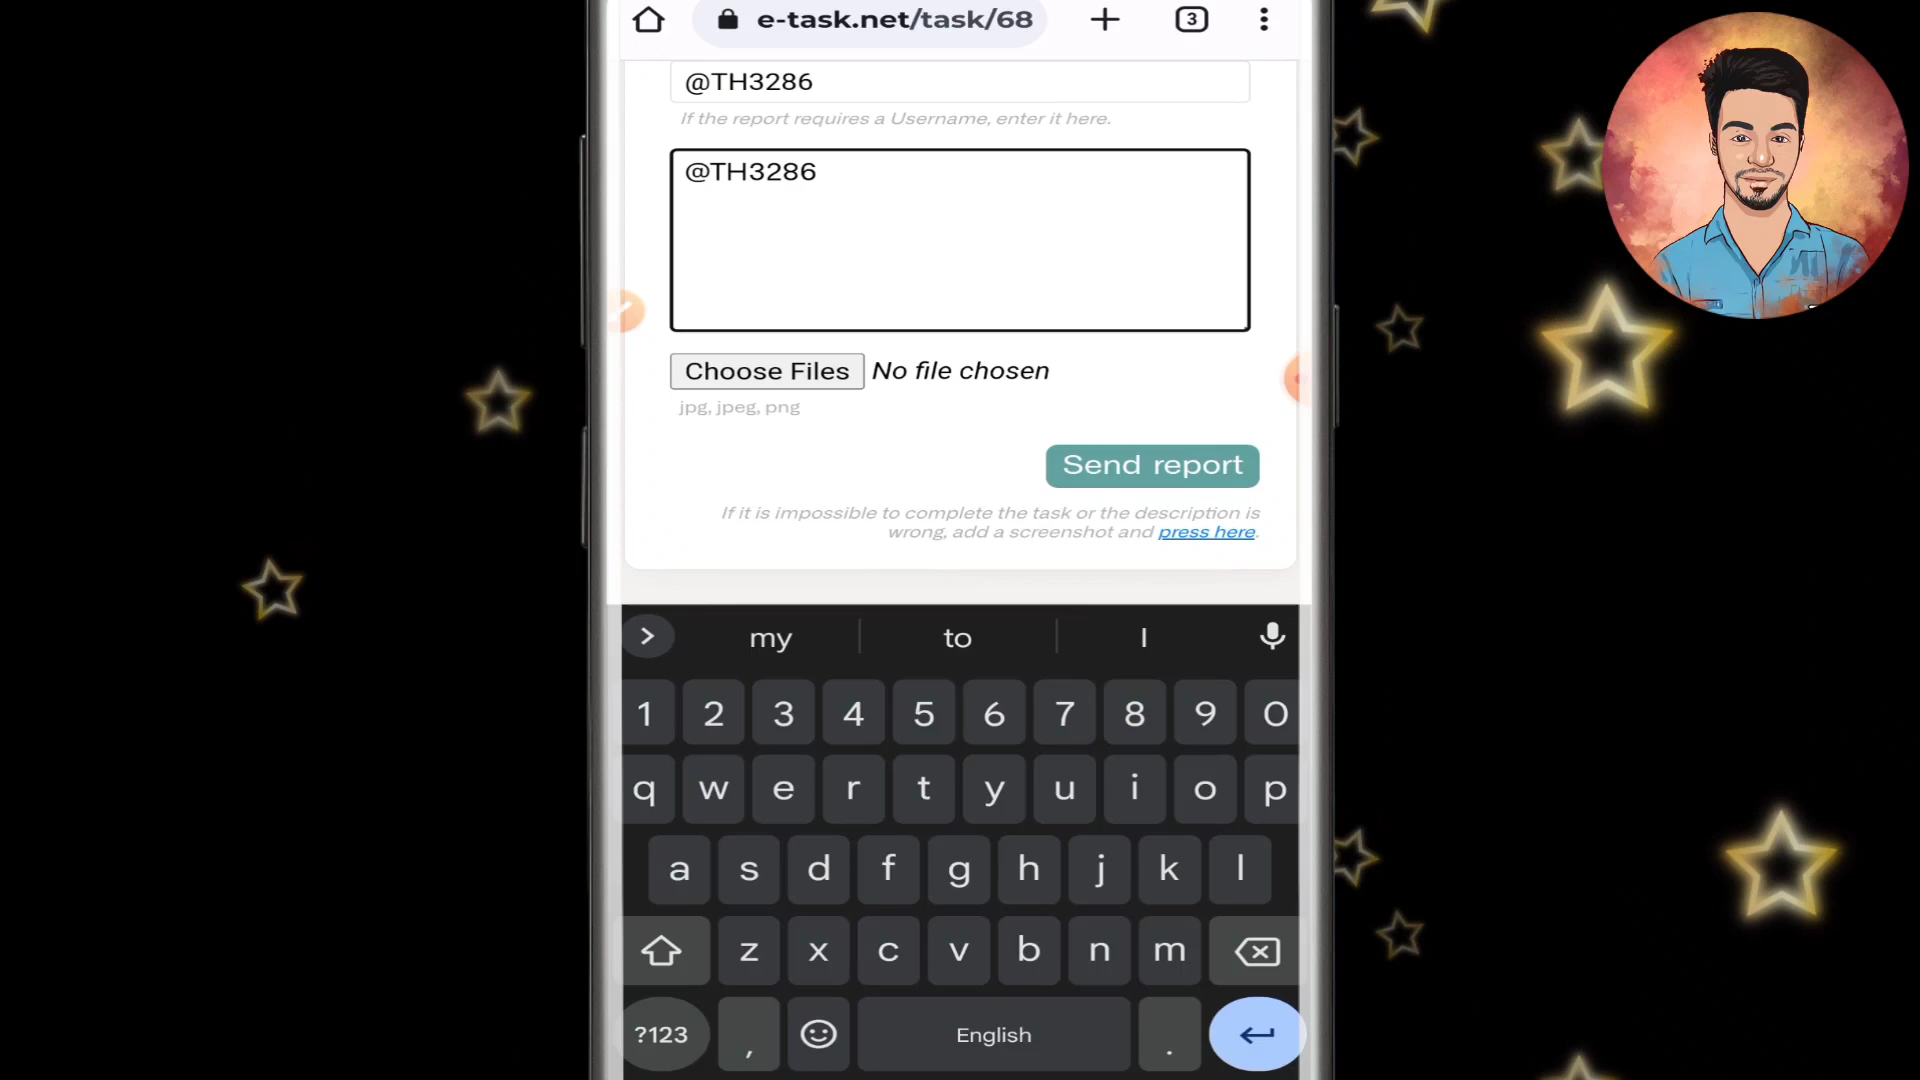 e-task.net/task/68
3
@TH3286
If the report requires a Username, enter it here.
@TH3286
Choose Files No file chosen
jpg, jpeg, png
Send report
If it is impossible to complete the task or the description is
wrong, add a screenshot and press here.
my to I
1 2 3 4 5 6 7 8 9 0
q w e r t y u i o p
a s d f g h j k l
z x c v b n m
?123 , English .